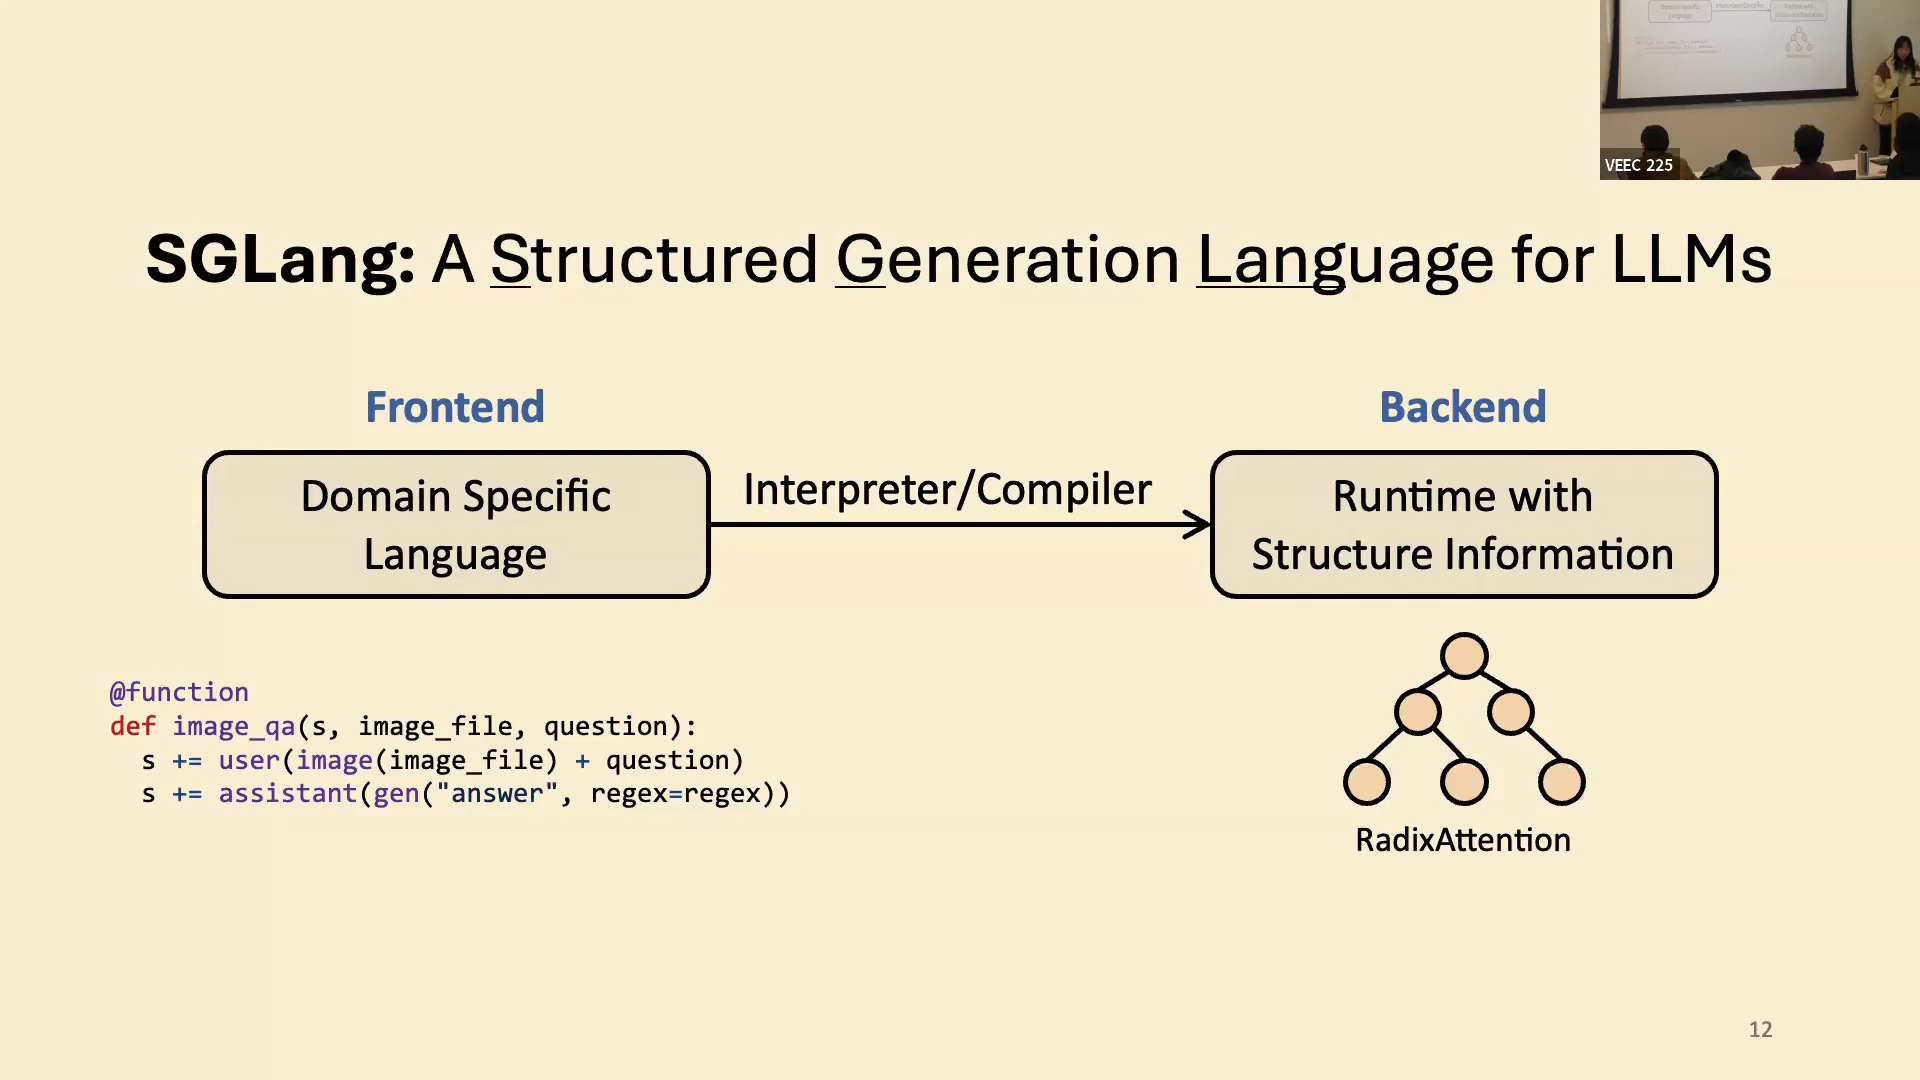 VEEC 225
SGLang: A Structured Generation Language for LLMs
Frontend
Domain Specific
Language
Interpreter/Compiler
Backend
Runtime with
Structure Information
@function
def image_qa(s, image_file, question):
  s += user(image(image_file) + question)
  s += assistant(gen("answer", regex=regex))
RadixAttention
12